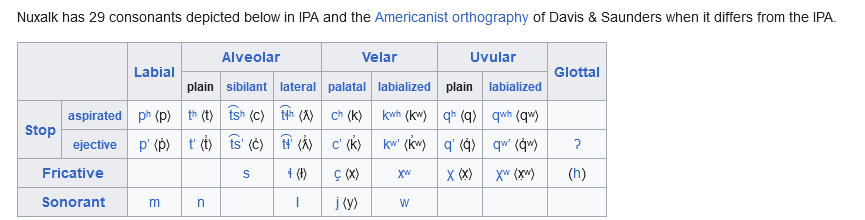 Nuxalk has 29 consonants depicted below in IPA and the Americanist orthography of Davis & Saunders when it differs from the IPA.
Labial Alveolar Velar Uvular Glottal
plain sibilant lateral palatal labialized plain labialized
Stop aspirated pʰ ⟨p⟩ tʰ ⟨t⟩ t͡sʰ ⟨c⟩ t͡ɬʰ ⟨ƛ⟩ cʰ ⟨k⟩ kʷʰ ⟨kʷ⟩ qʰ ⟨q⟩ qʷʰ ⟨qʷ⟩
ejective pʼ ⟨p̓⟩ tʼ ⟨t̓⟩ t͡sʼ ⟨c̓⟩ t͡ɬʼ ⟨ƛ̓⟩ cʼ ⟨k̓⟩ kʷʼ ⟨k̓ʷ⟩ qʼ ⟨q̓⟩ qʷʼ ⟨q̓ʷ⟩ ʔ
Fricative s ɬ ⟨ł⟩ ç ⟨x⟩ xʷ χ ⟨x̣⟩ χʷ ⟨x̣ʷ⟩ (h)
Sonorant m n l j ⟨y⟩ w